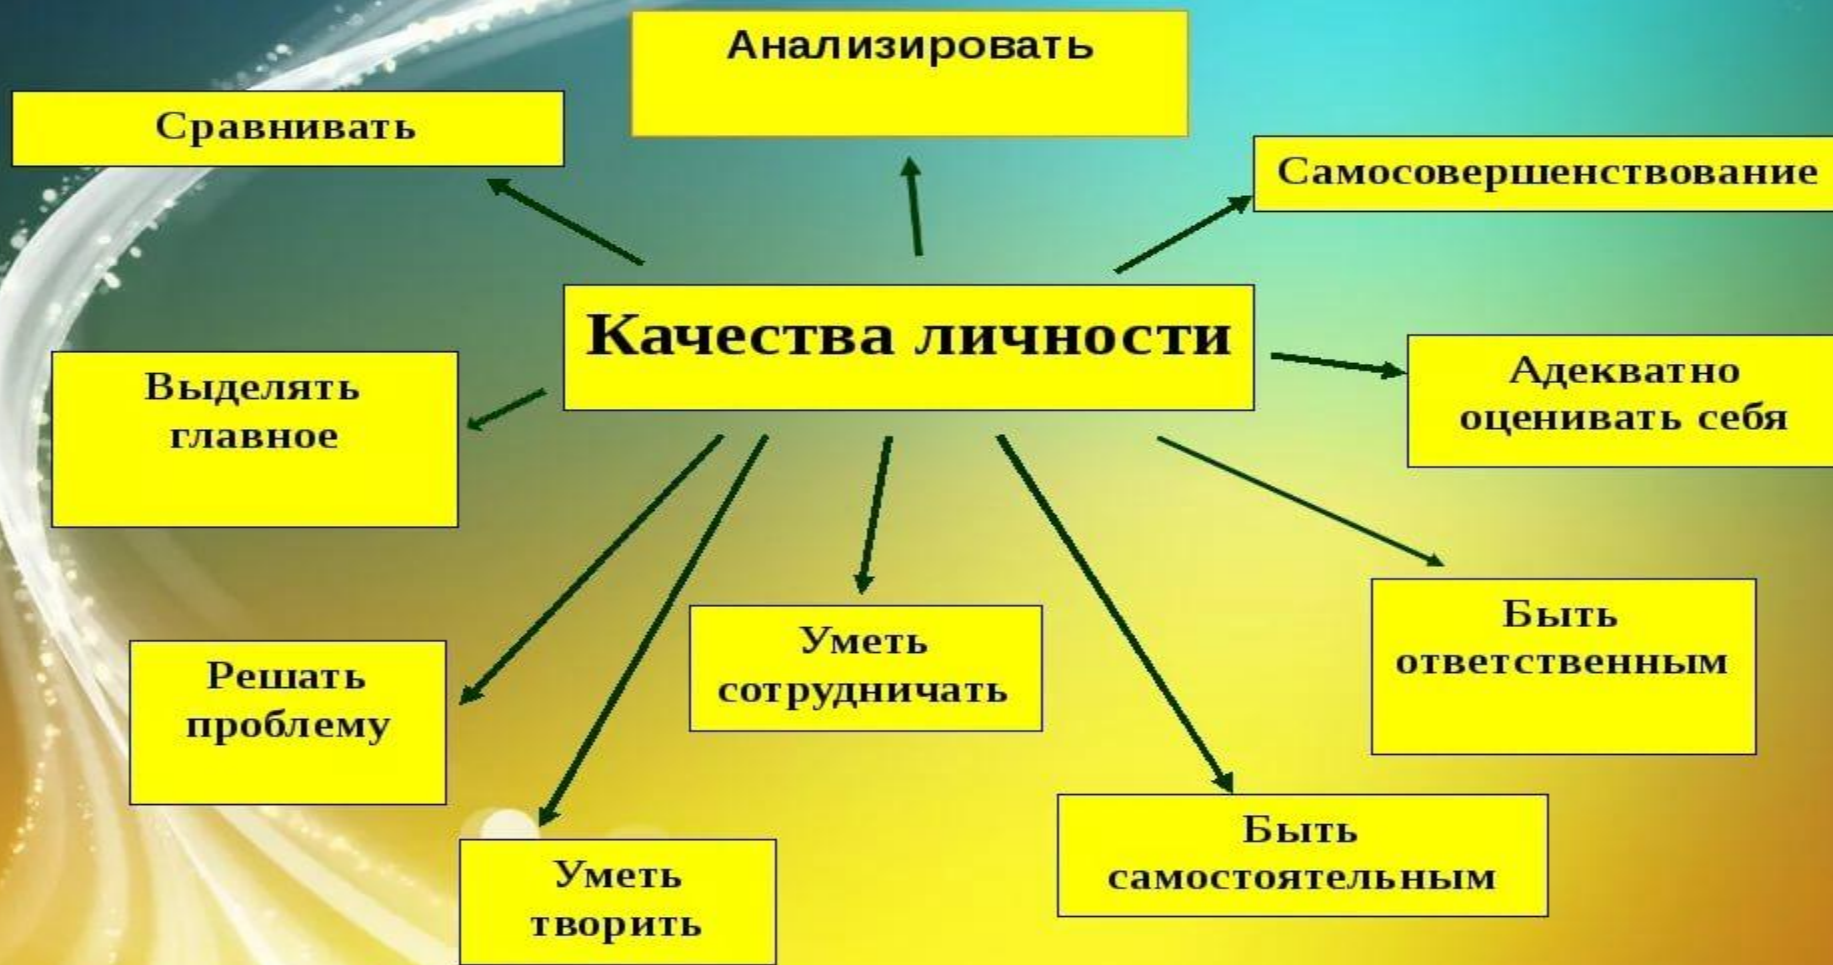 Анализировать
Сравнивать
Самосовершенствование
Качества личности
Выделять
главное
Адекватно
оценивать себя
Решать
проблему
Уметь
сотрудничать
Быть
ответственным
Уметь
творить
Быть
самостоятельным